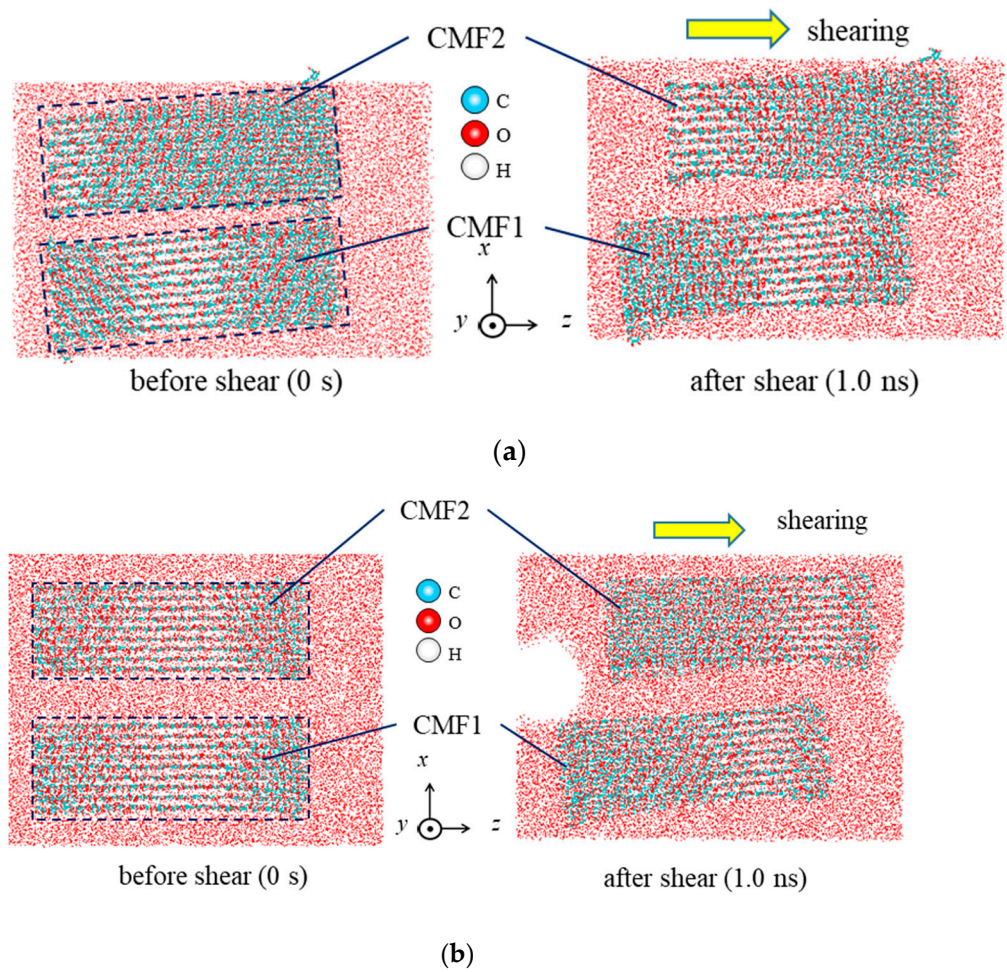 CMF2
shearing
C
O
H
CMF1
x
y
z
before shear (0 s)
after shear (1.0 ns)
(a)
CMF2
shearing
C
O
H
CMF1
x
y
z
before shear (0 s)
after shear (1.0 ns)
(b)